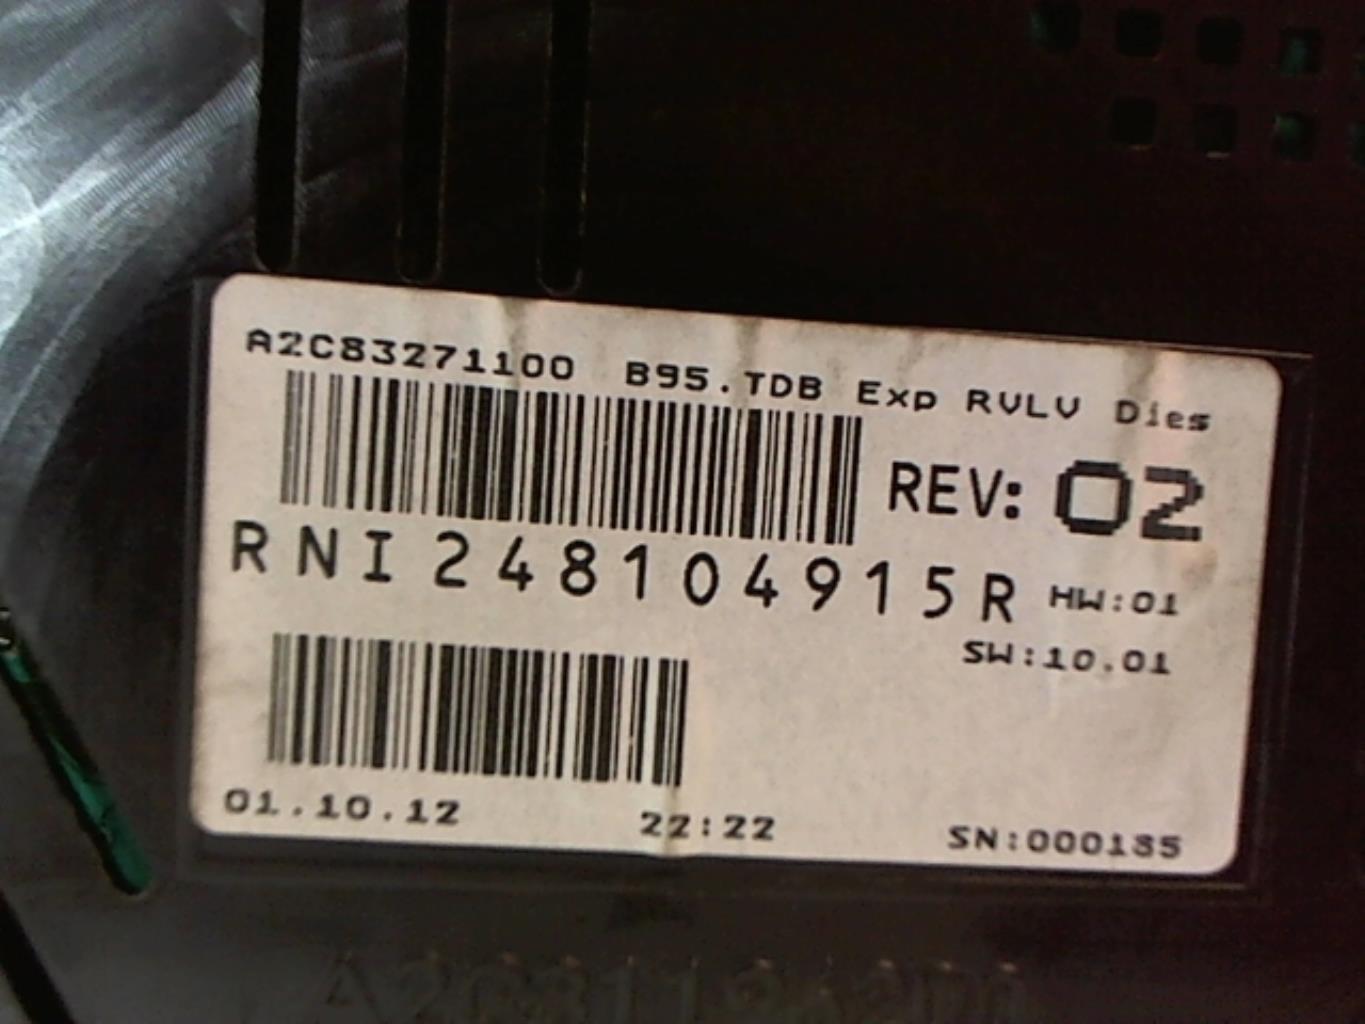 A2C83271100 B95.TDB Exp RVLV Dies
REV: 02
RNI248104915R HW:01
SW:10.01
01.10.12 22:22 SN:000185